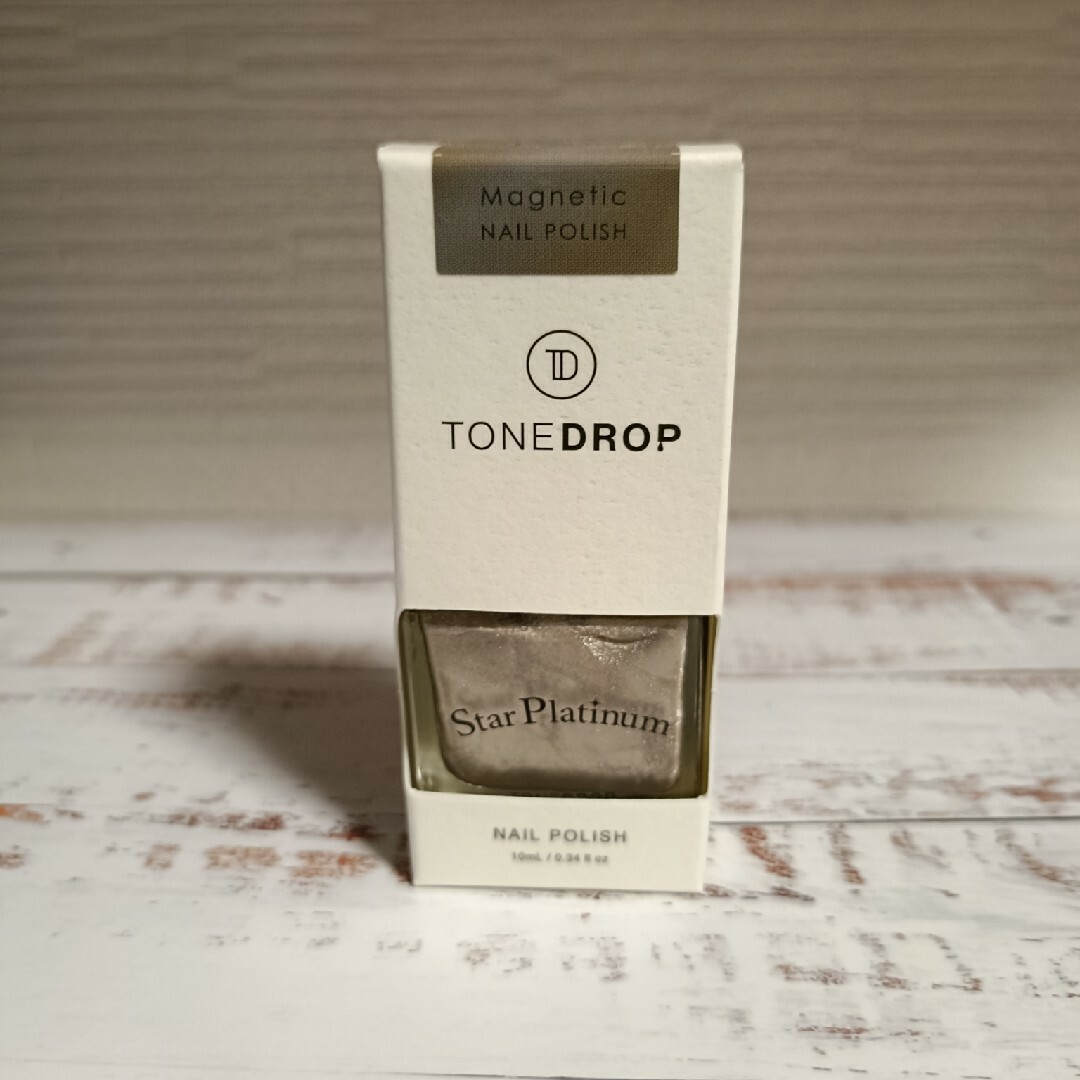 Magnetic
NAIL POLISH
TD
TONEDROP
Star Platinum
NAIL POLISH
10mL / 0.34 fl oz